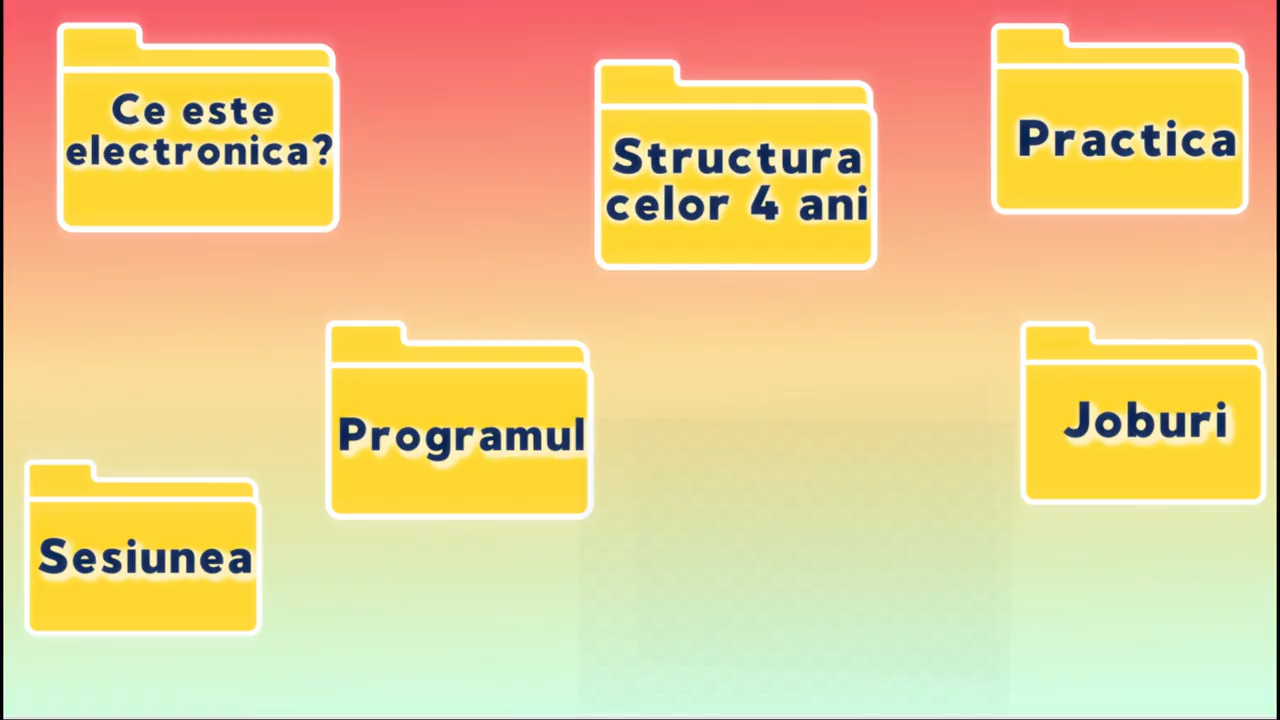 Ce este
electronica?
Structura
celor 4 ani
Practica
Programul
Joburi
Sesiunea